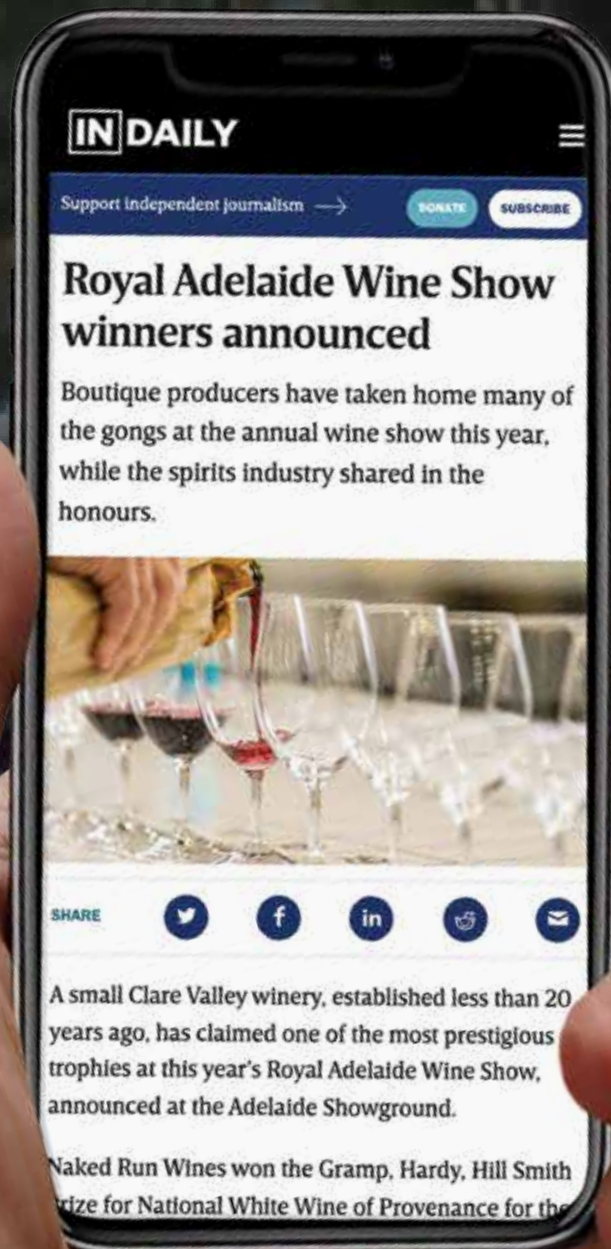 IN DAILY
Support independent journalism →
DONATE
SUBSCRIBE
Royal Adelaide Wine Show
winners announced
Boutique producers have taken home many of
the gongs at the annual wine show this year,
while the spirits industry shared in the
honours.
SHARE
A small Clare Valley winery, established less than 20
years ago, has claimed one of the most prestigious
trophies at this year's Royal Adelaide Wine Show,
announced at the Adelaide Showground.
Naked Run Wines won the Gramp, Hardy, Hill Smith
Prize for National White Wine of Provenance for the